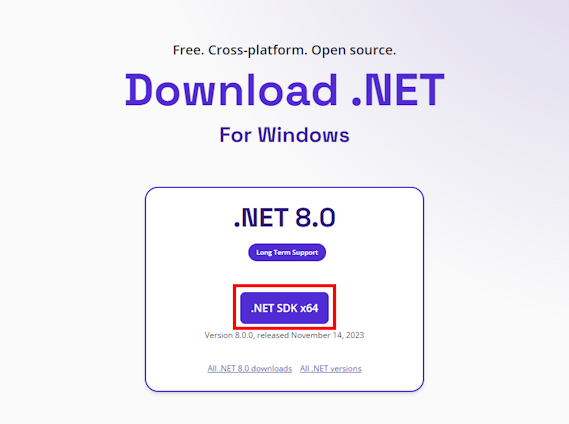 Free. Cross-platform. Open source.
Download .NET
For Windows
.NET 8.0
Long Term Support
.NET SDK x64
Version 8.0.0, released November 14, 2023
All .NET 8.0 downloads All .NET versions